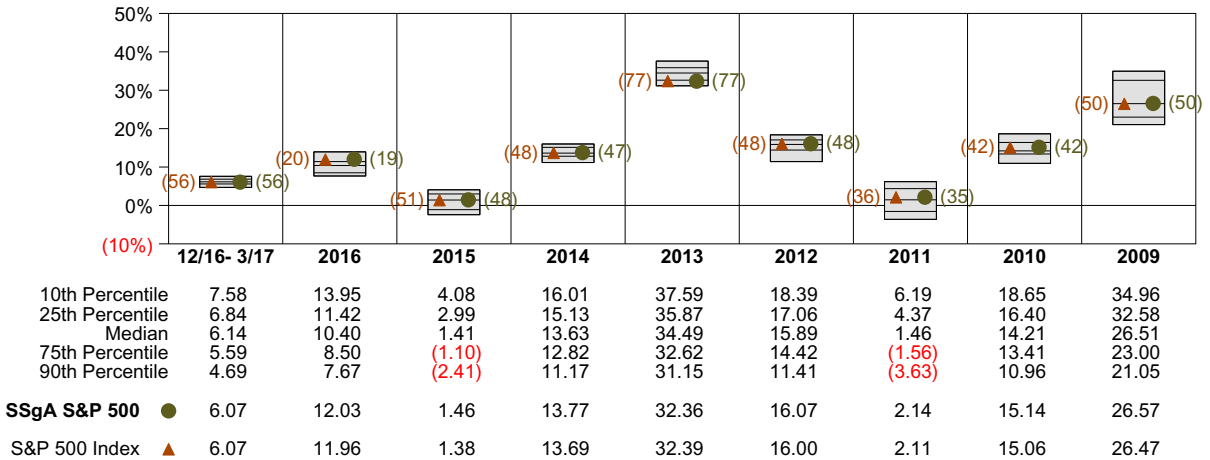 50%
40%
30%
20%
10%
0%
(10%)
(56) (56)
(20) (19)
(51) (48)
(48) (47)
(77) (77)
(48) (48)
(36) (35)
(42) (42)
(50) (50)
12/16- 3/17 2016 2015 2014 2013 2012 2011 2010 2009
10th Percentile 7.58 13.95 4.08 16.01 37.59 18.39 6.19 18.65 34.96
25th Percentile 6.84 11.42 2.99 15.13 35.87 17.06 4.37 16.40 32.58
Median 6.14 10.40 1.41 13.63 34.49 15.89 1.46 14.21 26.51
75th Percentile 5.59 8.50 (1.10) 12.82 32.62 14.42 (1.56) 13.41 23.00
90th Percentile 4.69 7.67 (2.41) 11.17 31.15 11.41 (3.63) 10.96 21.05
SSgA S&P 500 6.07 12.03 1.46 13.77 32.36 16.07 2.14 15.14 26.57
S&P 500 Index 6.07 11.96 1.38 13.69 32.39 16.00 2.11 15.06 26.47